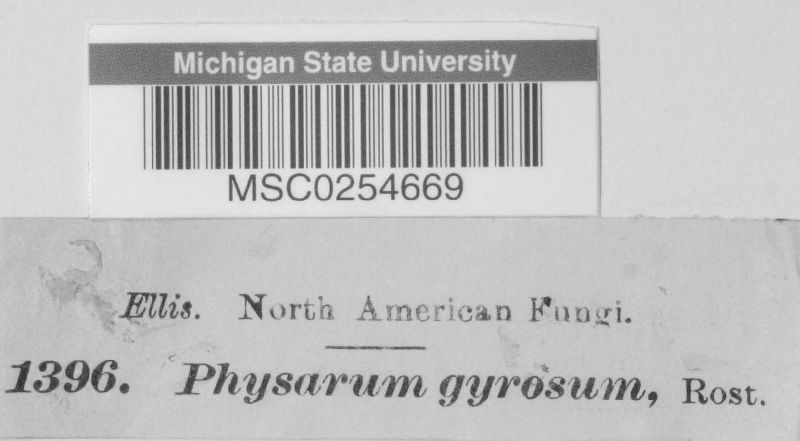 Michigan State University
MSC0254669
Ellis. North American Fungi.
1396. Physarum gyrosum, Rost.